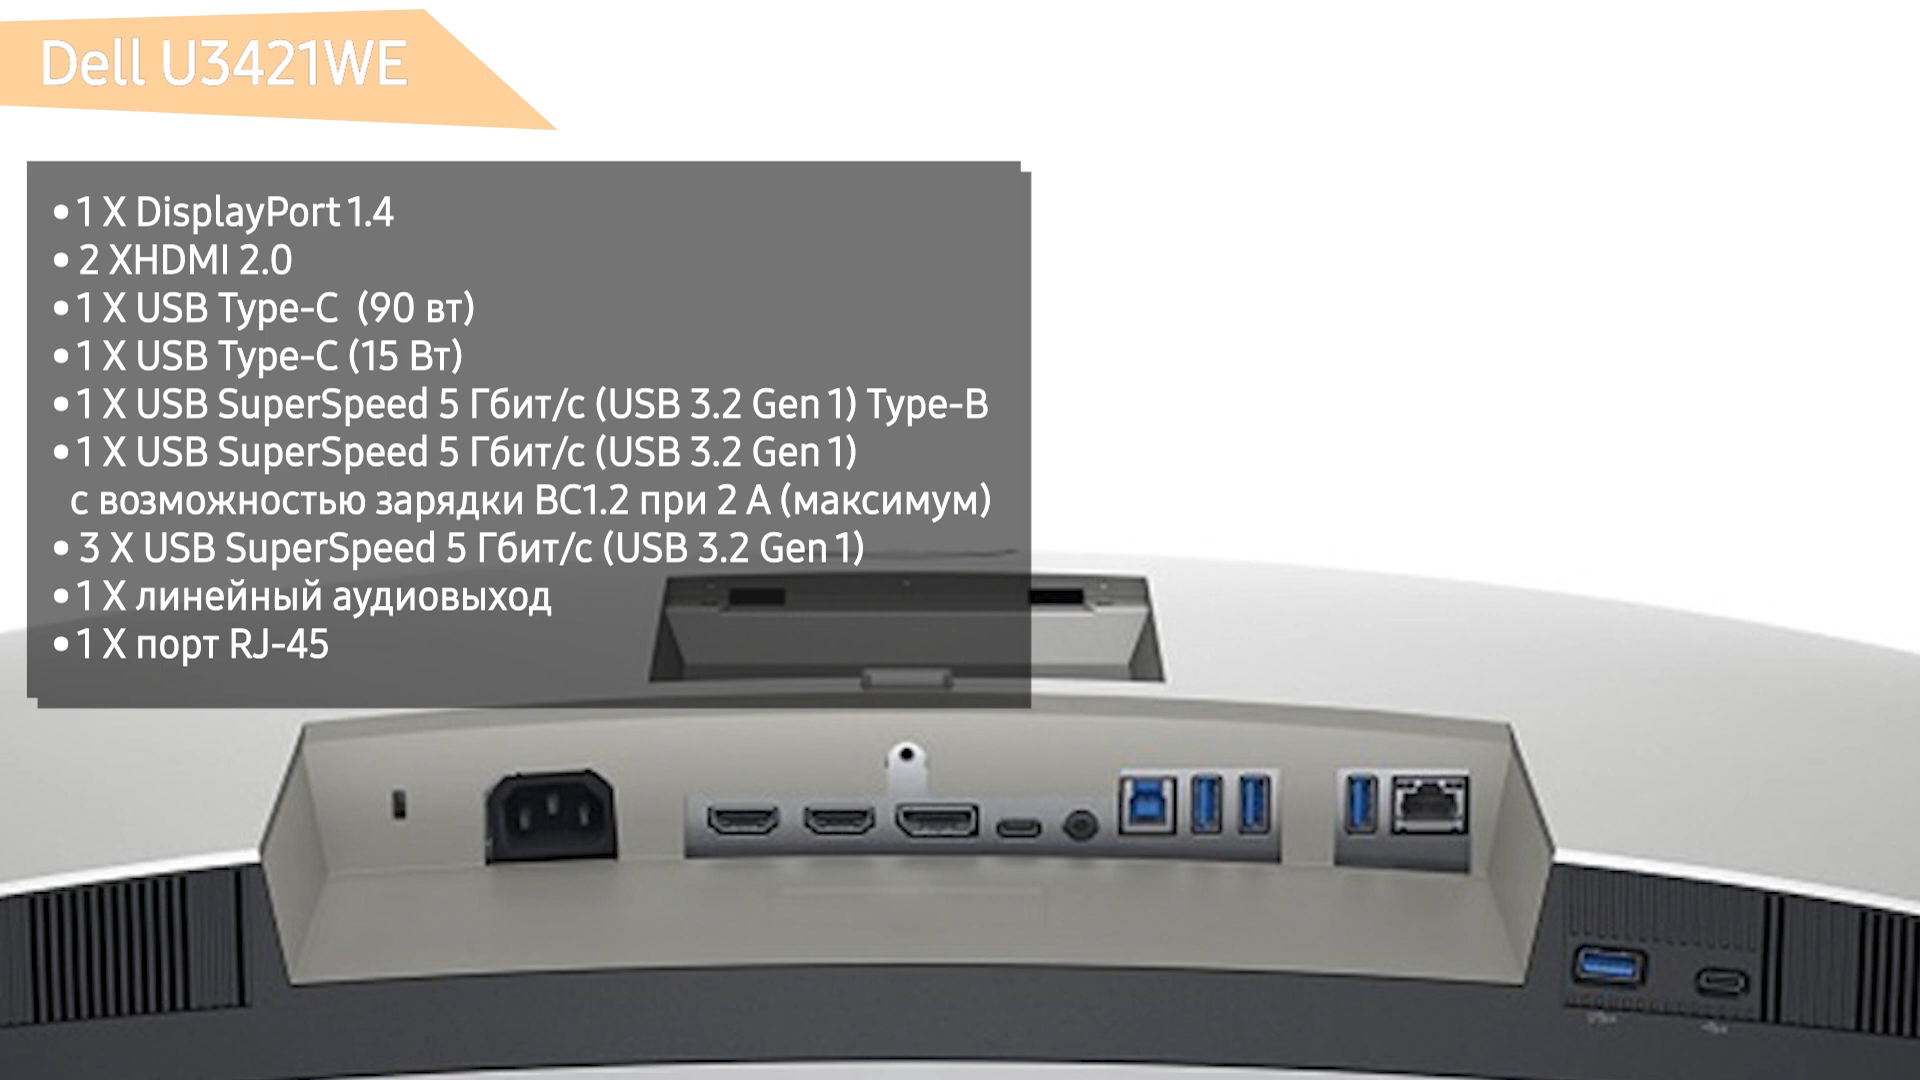 Dell U3421WE
• 1 X DisplayPort 1.4
• 2 XHDMI 2.0
• 1 X USB Type-C (90 вт)
• 1 X USB Type-C (15 Вт)
• 1 X USB SuperSpeed 5 Гбит/с (USB 3.2 Gen 1) Type-B
• 1 X USB SuperSpeed 5 Гбит/с (USB 3.2 Gen 1)
с возможностью зарядки BC1.2 при 2 А (максимум)
• 3 X USB SuperSpeed 5 Гбит/с (USB 3.2 Gen 1)
• 1 X линейный аудиовыход
• 1 X порт RJ-45